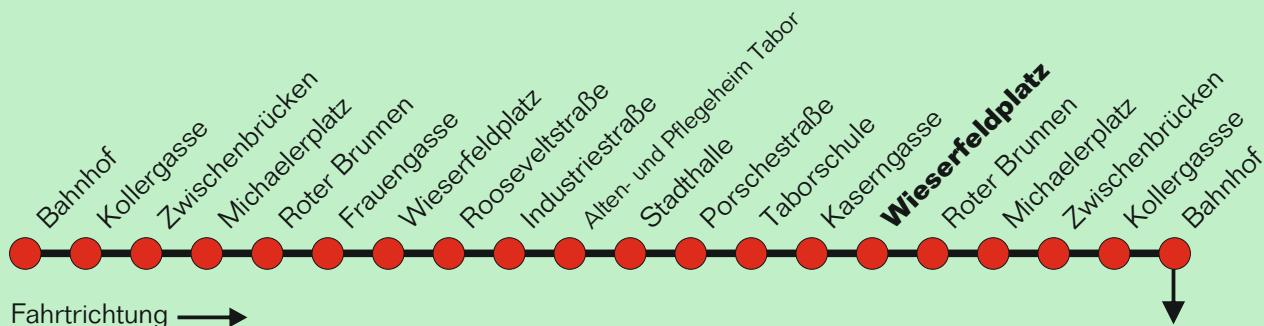 Bahnhof
Kollergasse
Zwischenbrücken
Michaelerplatz
Roter Brunnen
Frauengasse
Wieserfeldplatz
Rooseveltstraße
Industriestraße
Alten- und Pflegeheim Tabor
Stadthalle
Porschestraße
Taborschule
Kaserngasse
Wieserfeldplatz
Roter Brunnen
Michaelerplatz
Zwischenbrücken
Kollergasse
Bahnhof
Fahrtrichtung